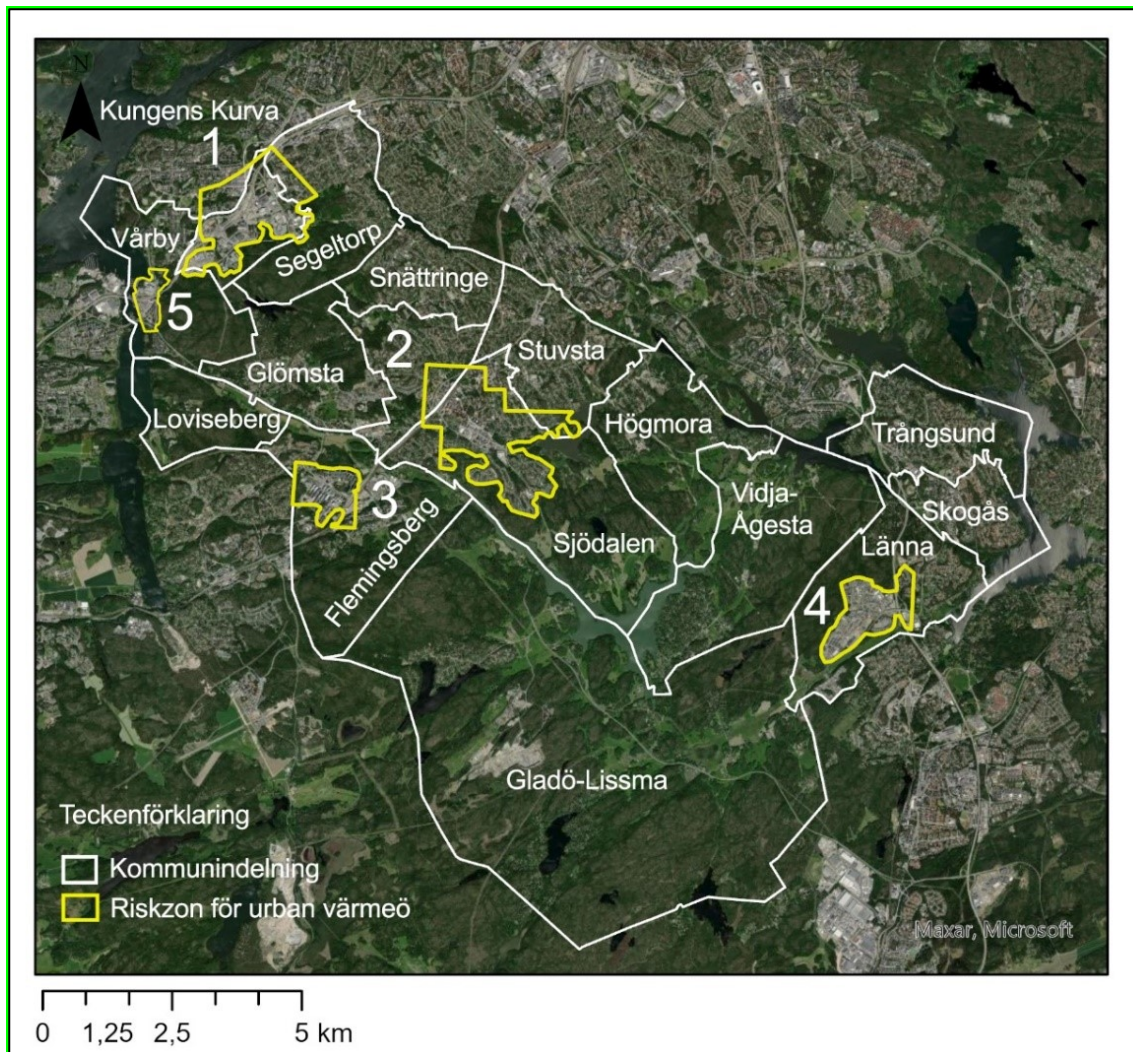 N
Kungens Kurva
1
Vårby
Segeltorp
Snättringe
5
2
Stuvsta
Glömsta
Högmora
Loviseberg
Trångsund
3
Vidja-
Ågesta
Skogås
Flemingsberg
Sjödalen
Länna
4
Gladö-Lissma
Teckenförklaring
Kommunindelning
Riskzon för urban värmeö
Maxar, Microsoft
0 1,25 2,5 5 km